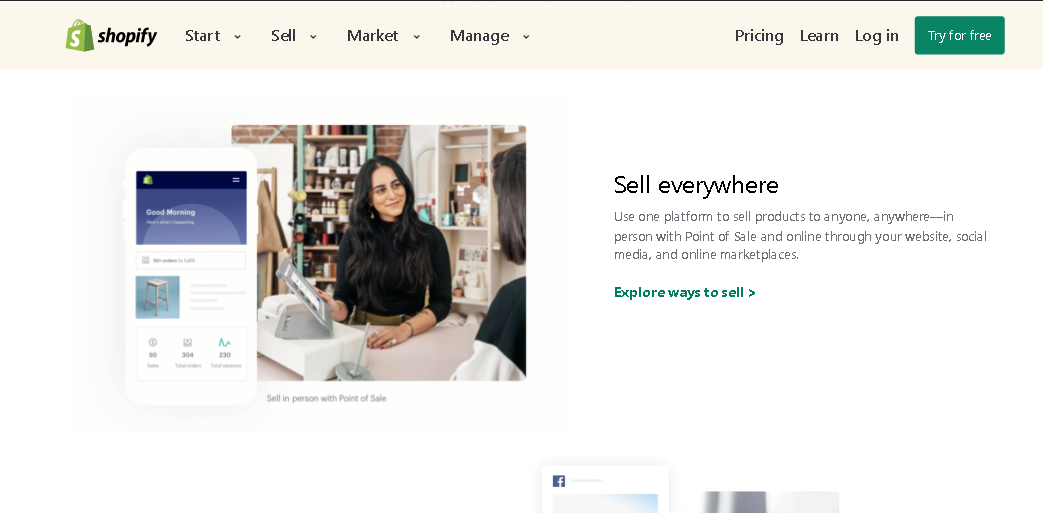 shopify
Start Sell Market Manage Pricing Learn Log in Try for free
Good Morning
Here's what's happening.
50+ orders to fulfill
50 304 230
Sales Total orders Total sessions
Sell in person with Point of Sale
Sell everywhere
Use one platform to sell products to anyone, anywhere—in
person with Point of Sale and online through your website, social
media, and online marketplaces.
Explore ways to sell >